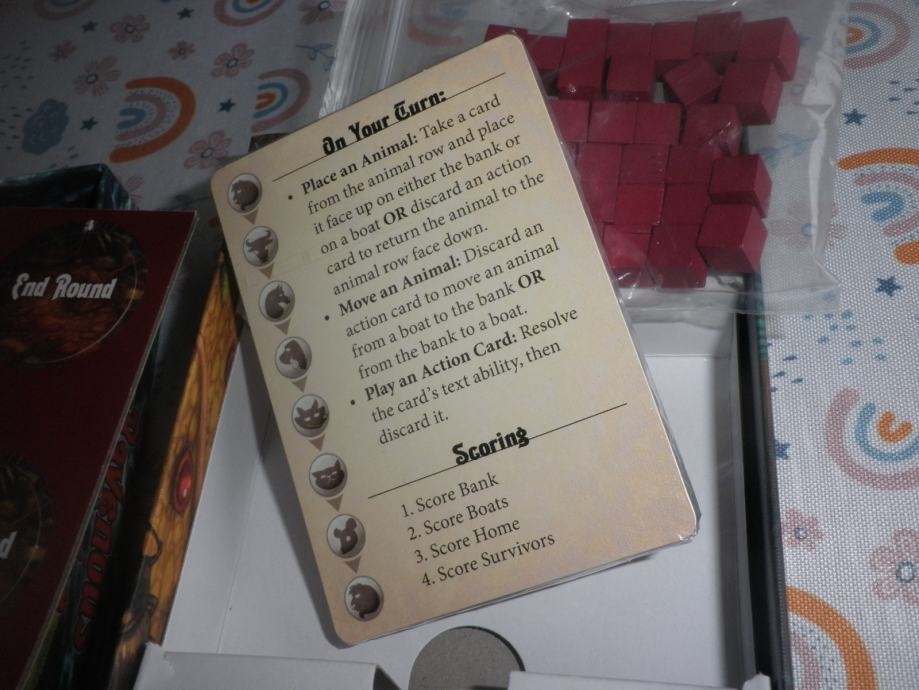 On Your Turn:
• Place an Animal: Take a card
from the animal row and place
it face up on either the bank or
on a boat OR discard an action
card to return the animal to the
animal row face down.
• Move an Animal: Discard an
action card to move an animal
from a boat to the bank OR
from the bank to a boat.
• Play an Action Card: Resolve
the card's text ability, then
discard it.
Scoring
1. Score Bank
2. Score Boats
3. Score Home
4. Score Survivors
End Round